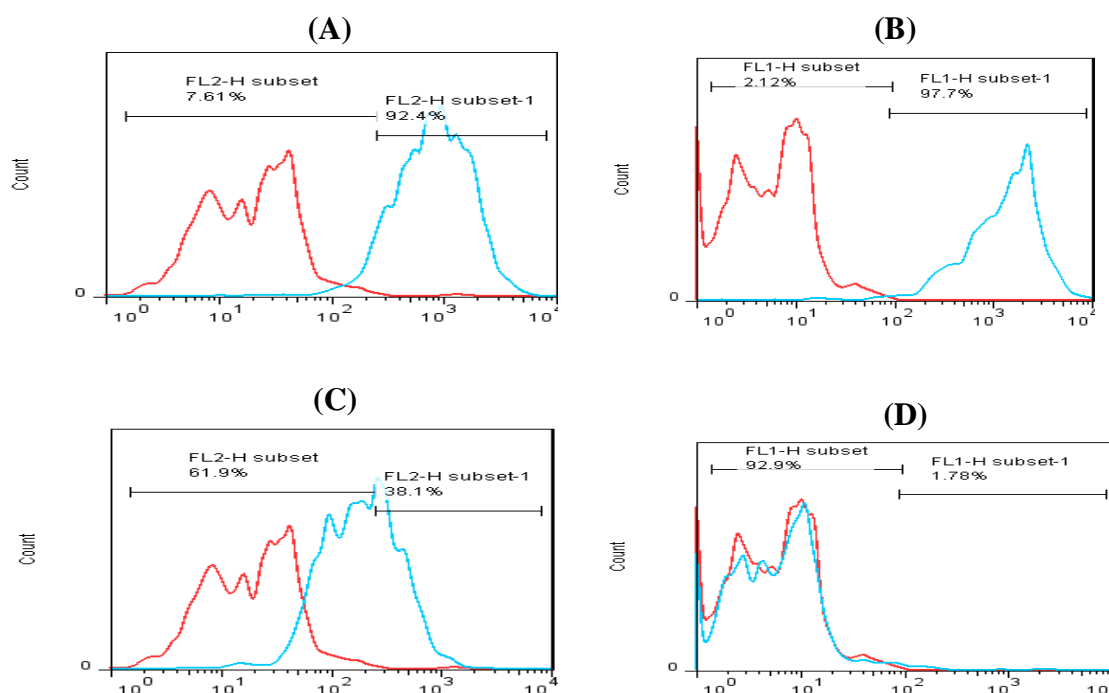 (A)
FL2-H subset
7.61%
FL2-H subset-1
92.4%
Count
0
10^0 10^1 10^2 10^3 10^4
(B)
FL1-H subset
2.12%
FL1-H subset-1
97.7%
Count
0
10^0 10^1 10^2 10^3 10^4
(C)
FL2-H subset
61.9%
FL2-H subset-1
38.1%
Count
0
10^0 10^1 10^2 10^3 10^4
(D)
FL1-H subset
92.9%
FL1-H subset-1
1.78%
Count
0
10^0 10^1 10^2 10^3 10^4